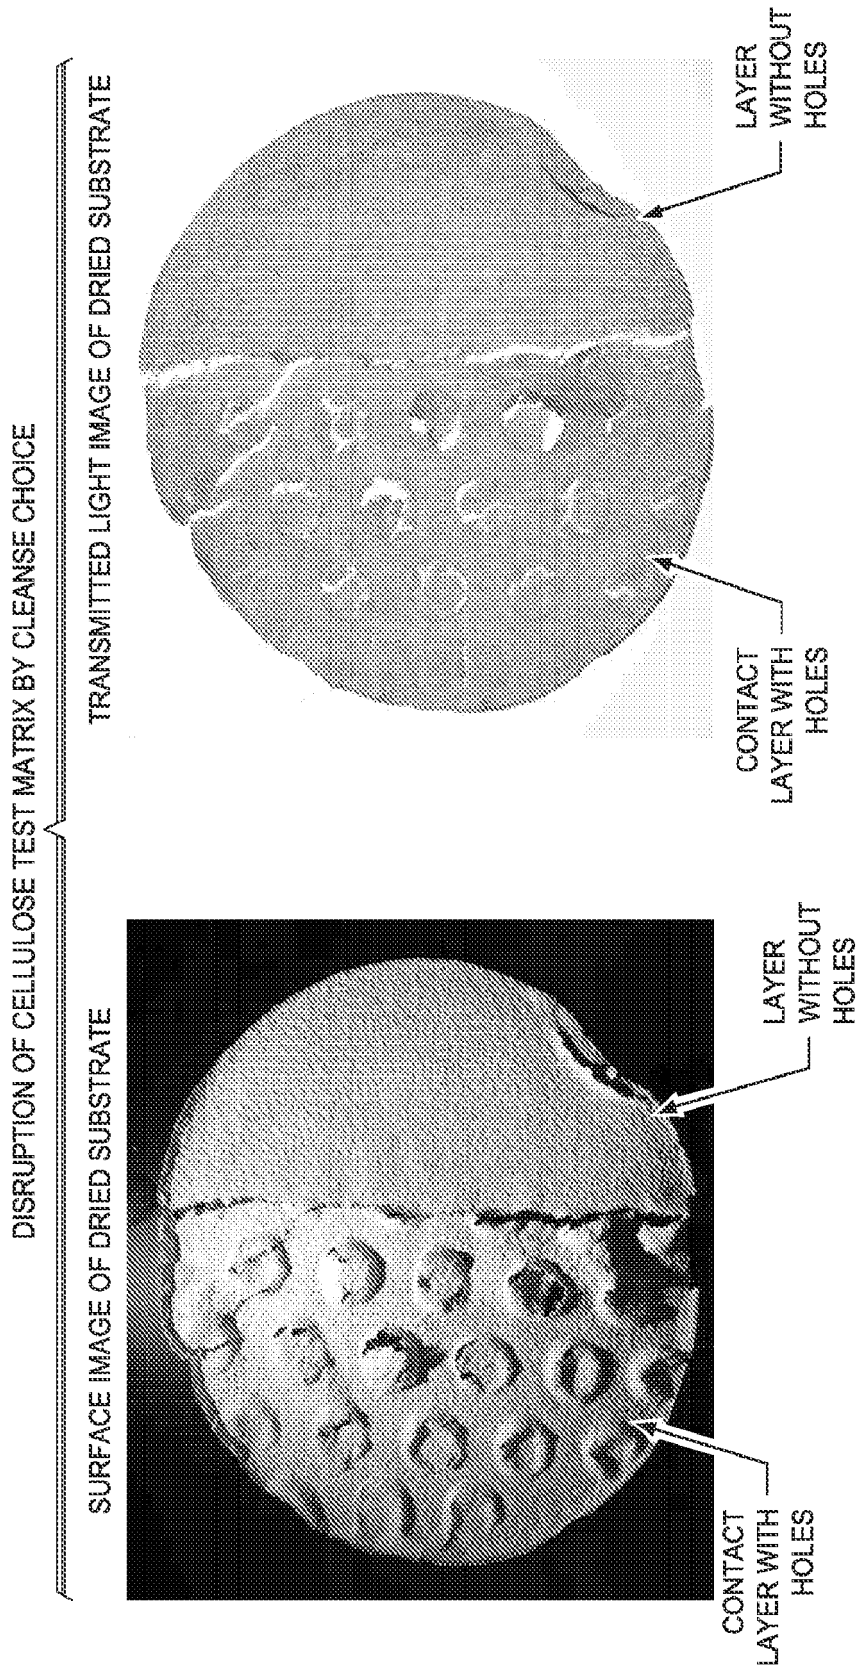 DISRUPTION OF CELLULOSE TEST MATRIX BY CLEANSE CHOICE
SURFACE IMAGE OF DRIED SUBSTRATE
CONTACT
LAYER WITH
HOLES
LAYER
WITHOUT
HOLES
TRANSMITTED LIGHT IMAGE OF DRIED SUBSTRATE
CONTACT
LAYER WITH
HOLES
LAYER
WITHOUT
HOLES